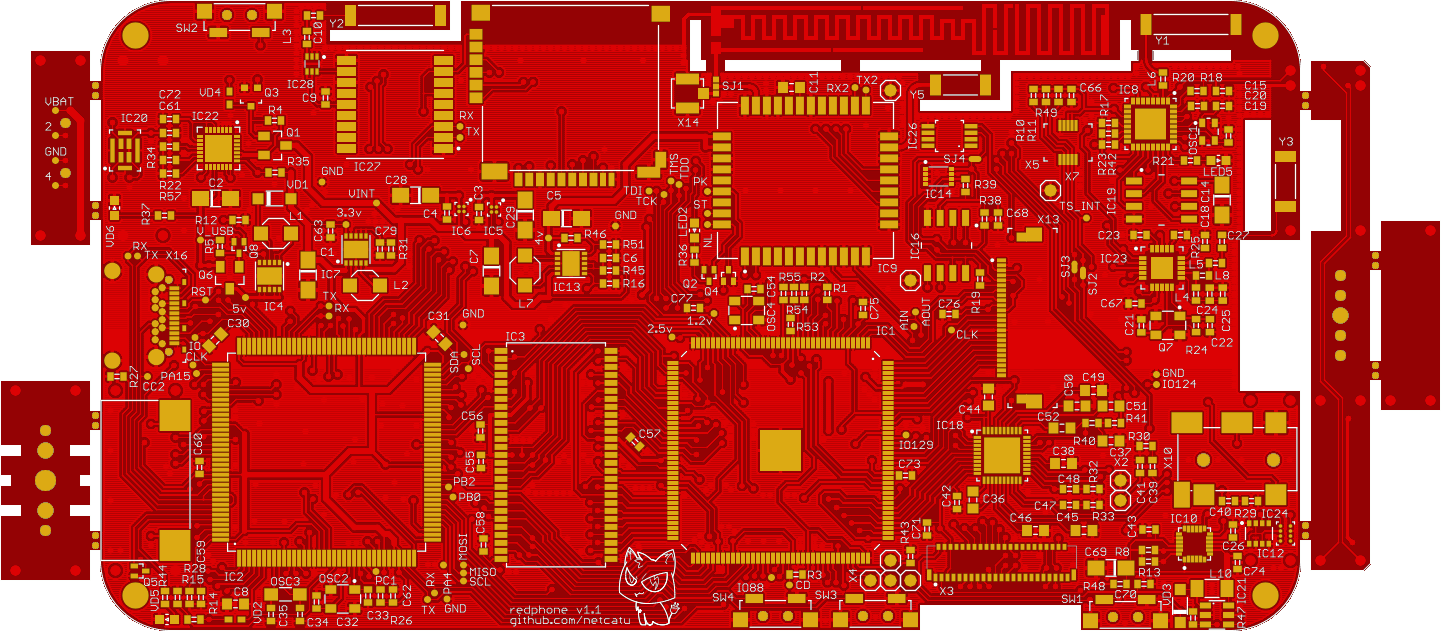 SW2
L3
C10
Y2
Y1
VBAT
2
GND
4
C72
C61
IC20
R34
R22
R57
IC22
VD4
Q3
R4
Q1
R35
IC28
C9
IC27
RX
TX
GND
VINT
C28
X14
SJ1
C11
RX2
TX2
Y5
C66
R10
R11
R49
X5
X7
R17
R23
R42
IC8
L6
R20
R18
C15
C20
C19
DSC1
R21
LED5
Y3
IC26
SJ4
IC14
R39
TMS
TDO
TDI
TCK
PK
ST
NL
LED2
R36
C2
VD1
R37
VD6
R12
V_USB
L1
C63
3.3v
C79
R31
C4
IC6
C3
IC5
C29
C5
4v
R46
GND
R51
C6
R45
R16
IC13
L7
C7
RX
TX X16
R5
Q8
Q6
IC4
C1
IC7
L2
RST
5v
TX
RX
C30
C31
IO
CLK
PA15
CC2
R27
GND
SDA
SCL
IC3
2.5v
C77
1.2v
Q2
Q4
C54
OSC4
R55
R54
R53
R2
R1
C75
IC9
IC1
IC16
AIN
AOUT
C76
CLK
R19
R38
C68
X13
TS_INT
SJ3
SJ2
IC19
C14
C18
C23
C27
IC23
R25
L5
L8
L4
C67
C21
Q7
R24
C25
C22
GND
IO124
C44
C50
C49
C51
C52
R41
R40
IC18
IO129
C73
C38
C37
R30
X2
C48
R32
C47
R33
C41
C39
X10
C42
C36
C46
C45
C43
R43
C71
C40
R29
IC24
IC10
C26
IC12
C74
C69
R8
R13
R48
C70
L10
VD3
IC21
R47
SW1
X3
X4
SW3
SW4
IO88
R3
CD
C60
C56
C55
C57
C58
PB2
PB0
MOSI
MISO
SCL
C59
R28
R44
Q5
R15
R14
VD5
IC2
C8
VD2
OSC3
C35
C34
OSC2
C32
PC1
C33
C62
R26
RX
TX
PA4
GND
redphone v1.1
github.com/netcatu